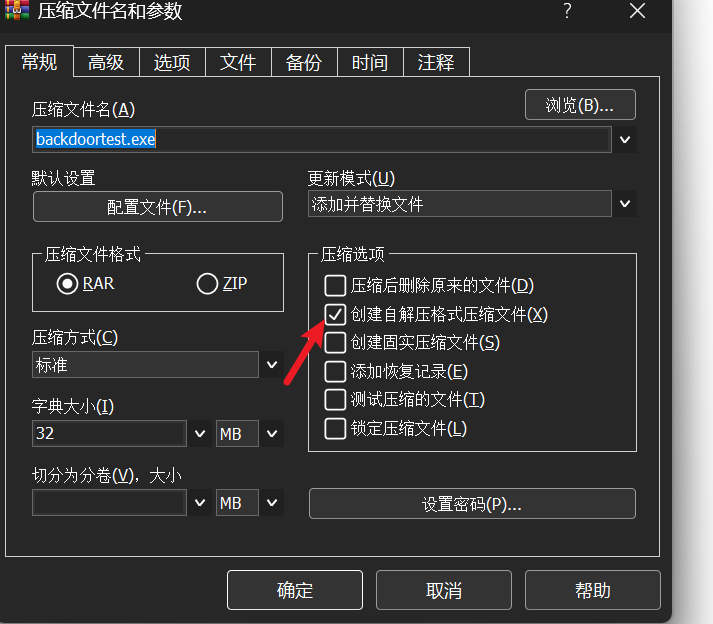 压缩文件名和参数
常规 高级 选项 文件 备份 时间 注释
压缩文件名(A) 浏览(B)...
backdoortest.exe
默认设置 更新模式(U)
配置文件(F)... 添加并替换文件
压缩文件格式 压缩选项
RAR ZIP 压缩后删除原来的文件(D)
创建自解压格式压缩文件(X)
压缩方式(C) 创建固实压缩文件(S)
标准 添加恢复记录(E)
字典大小(I) 测试压缩的文件(T)
32 MB 锁定压缩文件(L)
切分为分卷(V)，大小
MB 设置密码(P)...
确定 取消 帮助